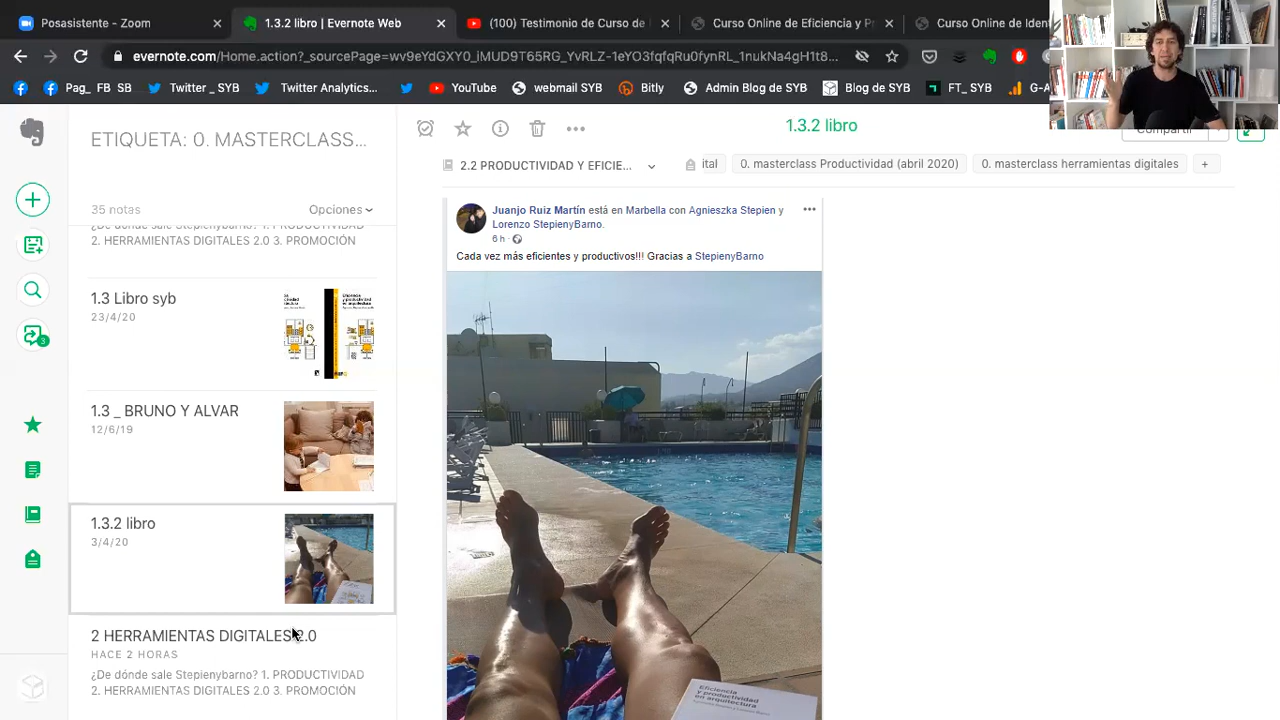 Posasistente - Zoom
1.3.2 libro | Evernote Web
(100) Testimonio de Curso de
Curso Online de Eficiencia y P
Curso Online de Ident
evernote.com/Home.action?_sourcePage=
Pag_ FB SB
Twitter _ SYB
Twitter Analytics...
YouTube
webmail SYB
Bitly
Admin Blog de SYB
Blog de SYB
FT_ SYB
G-A
ETIQUETA: 0. MASTERCLASS...
35 notas
Opciones
¿De dónde sale Stepienybarno? 1. PRODUCTIVIDAD
2. HERRAMIENTAS DIGITALES 2.0 3. PROMOCIÓN
1.3 Libro syb
23/4/20
1.3 _ BRUNO Y ALVAR
12/6/19
1.3.2 libro
3/4/20
2 HERRAMIENTAS DIGITALES 2.0
HACE 2 HORAS
¿De dónde sale Stepienybarno? 1. PRODUCTIVIDAD
2. HERRAMIENTAS DIGITALES 2.0 3. PROMOCIÓN
3
1.3.2 libro
Compartir
2.2 PRODUCTIVIDAD Y EFICIE...
ital
0. masterclass Productividad (abril 2020)
0. masterclass herramientas digitales
+
Juanjo Ruiz Martín está en Marbella con Agnieszka Stepien y
Lorenzo StepienyBarno.
6 h
Cada vez más eficientes y productivos!!! Gracias a StepienyBarno
Eficiencia
y productividad
en arquitectura